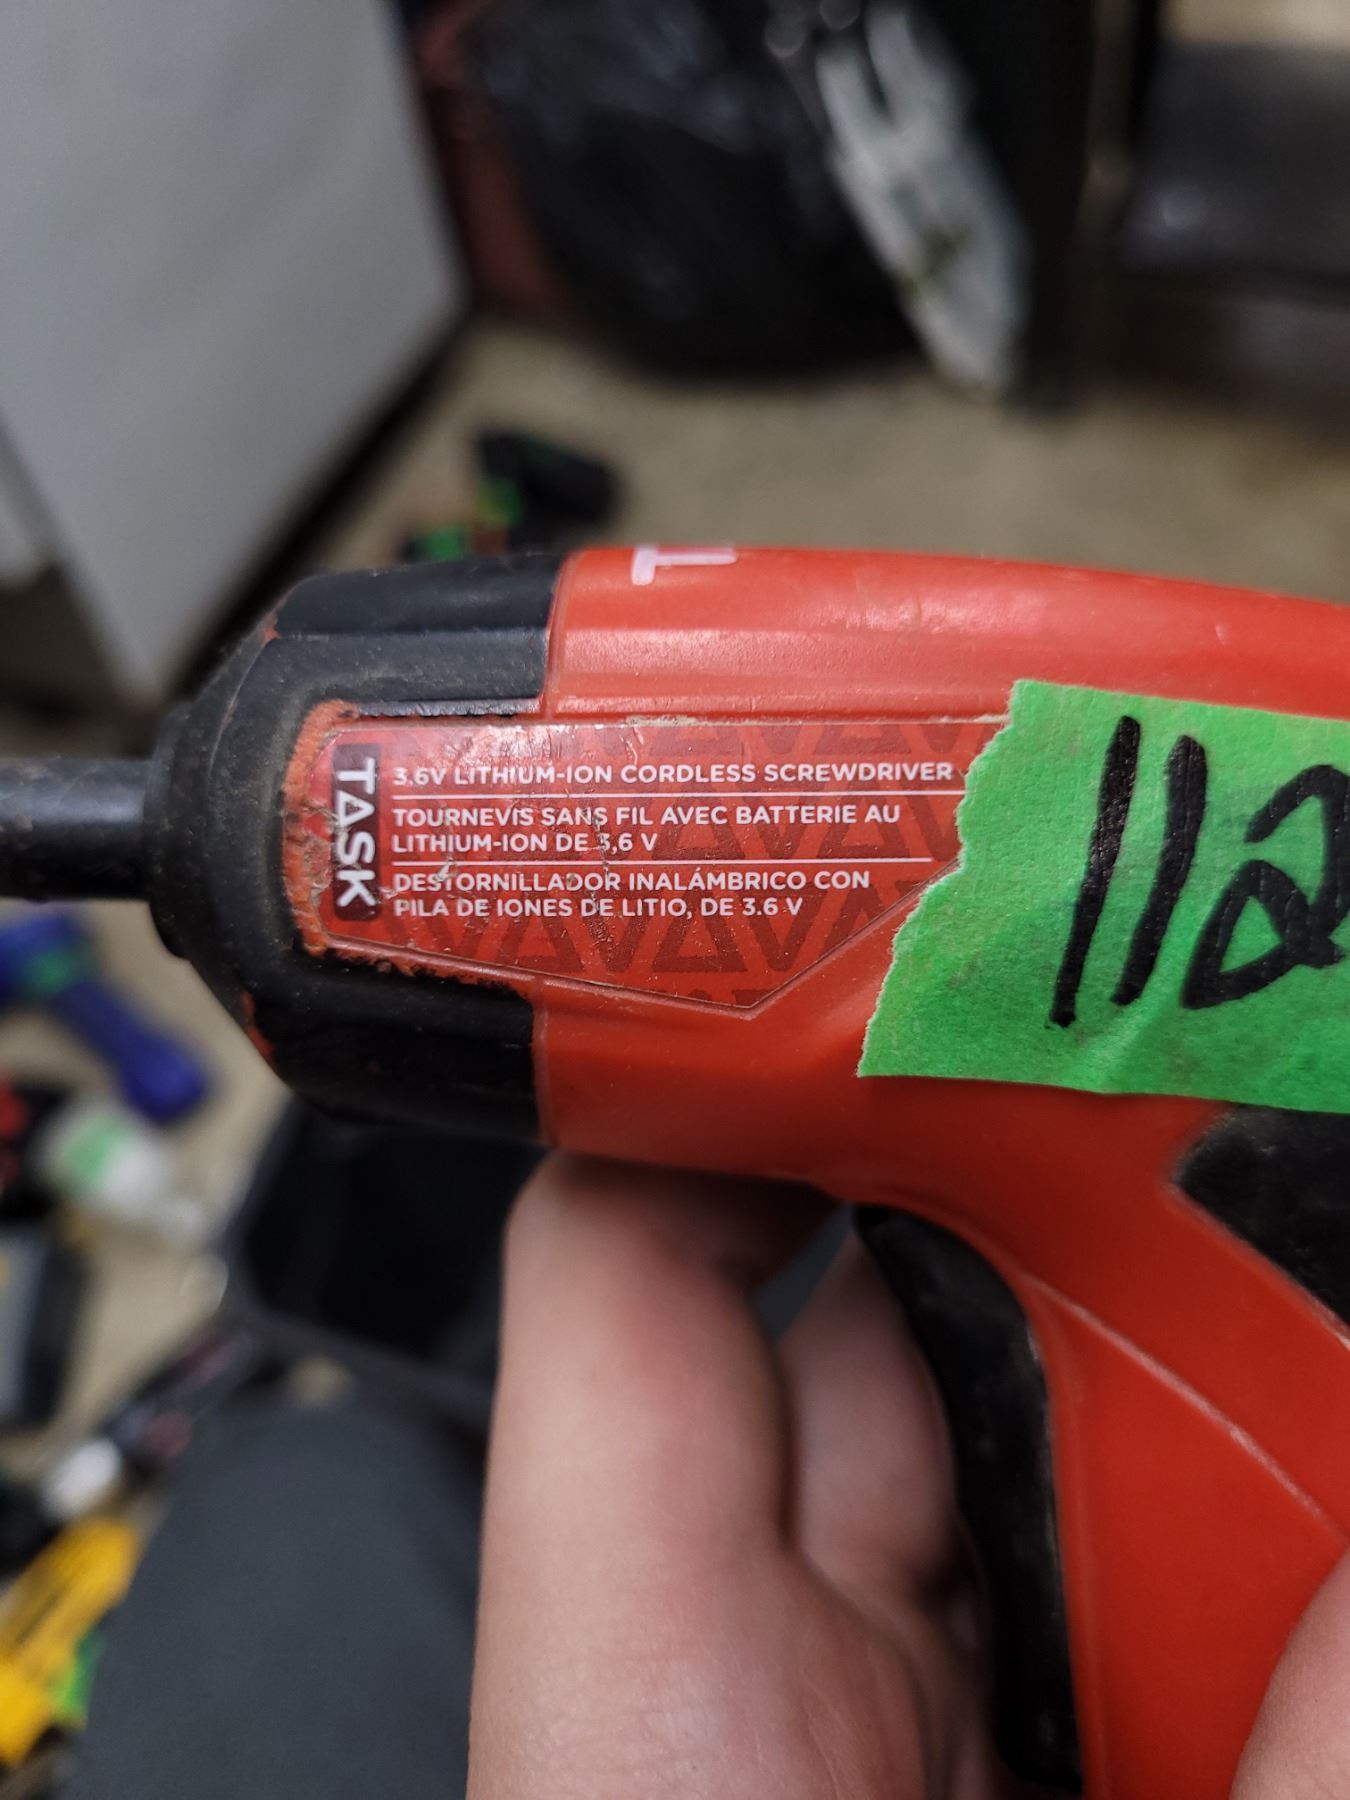 TASK
3.6V LITHIUM-ION CORDLESS SCREWDRIVER
TOURNEVIS SANS FIL AVEC BATTERIE AU
LITHIUM-ION DE 3,6 V
DESTORNILLADOR INALÁMBRICO CON
PILA DE IONES DE LITIO, DE 3.6 V
112